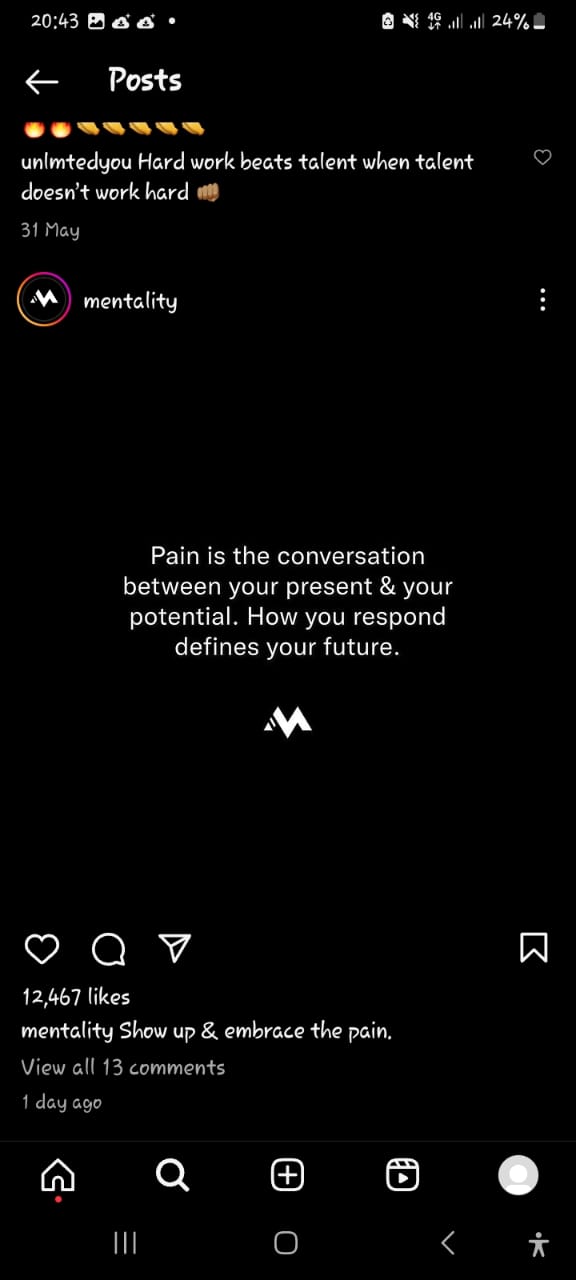 20:43 4G 24%
Posts
🔥🔥👏👏👏👏👏
unlmtedyou Hard work beats talent when talent
doesn't work hard 👊🏽
31 May
mentality
Pain is the conversation
between your present & your
potential. How you respond
defines your future.
12,467 likes
mentality Show up & embrace the pain.
View all 13 comments
1 day ago